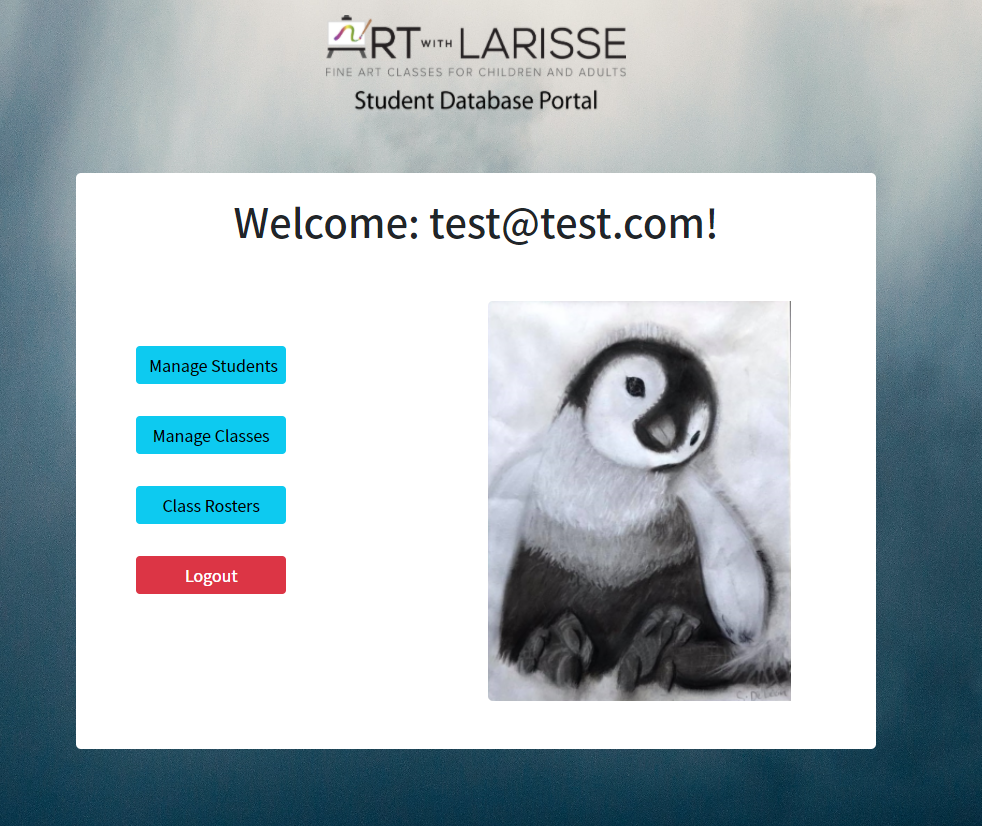 ART WITH LARISSE
FINE ART CLASSES FOR CHILDREN AND ADULTS
Student Database Portal
Welcome: test@test.com!
Manage Students
Manage Classes
Class Rosters
Logout